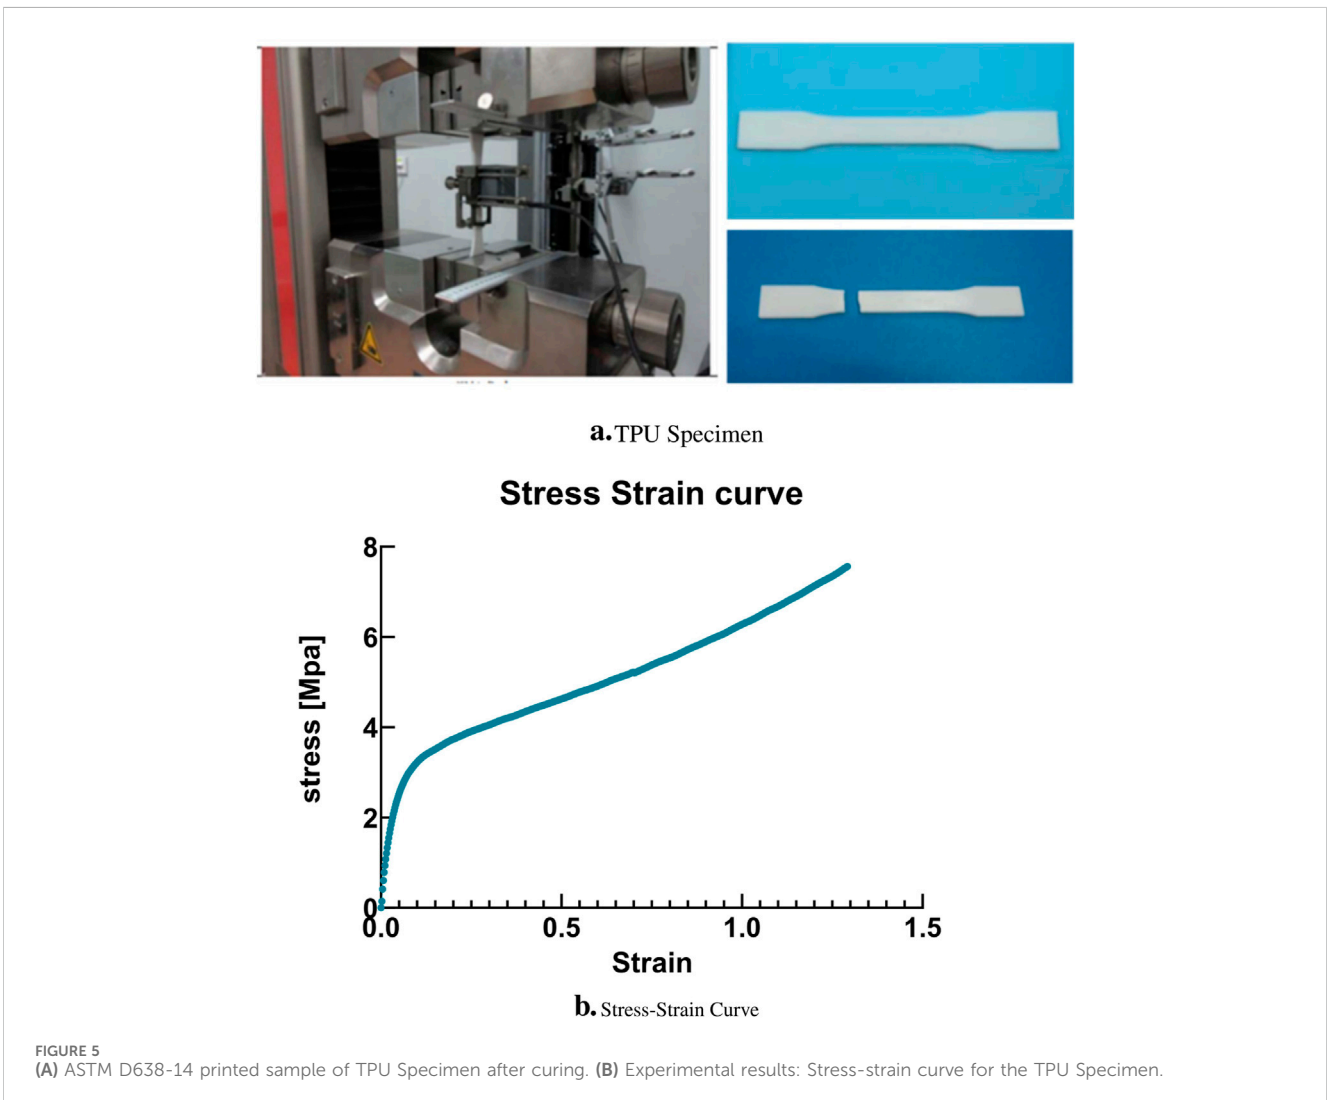 a. TPU Specimen
Stress Strain curve
8
6
4
2
0
stress [Mpa]
0.0 0.5 1.0 1.5
Strain
b. Stress-Strain Curve
FIGURE 5
(A) ASTM D638-14 printed sample of TPU Specimen after curing. (B) Experimental results: Stress-strain curve for the TPU Specimen.